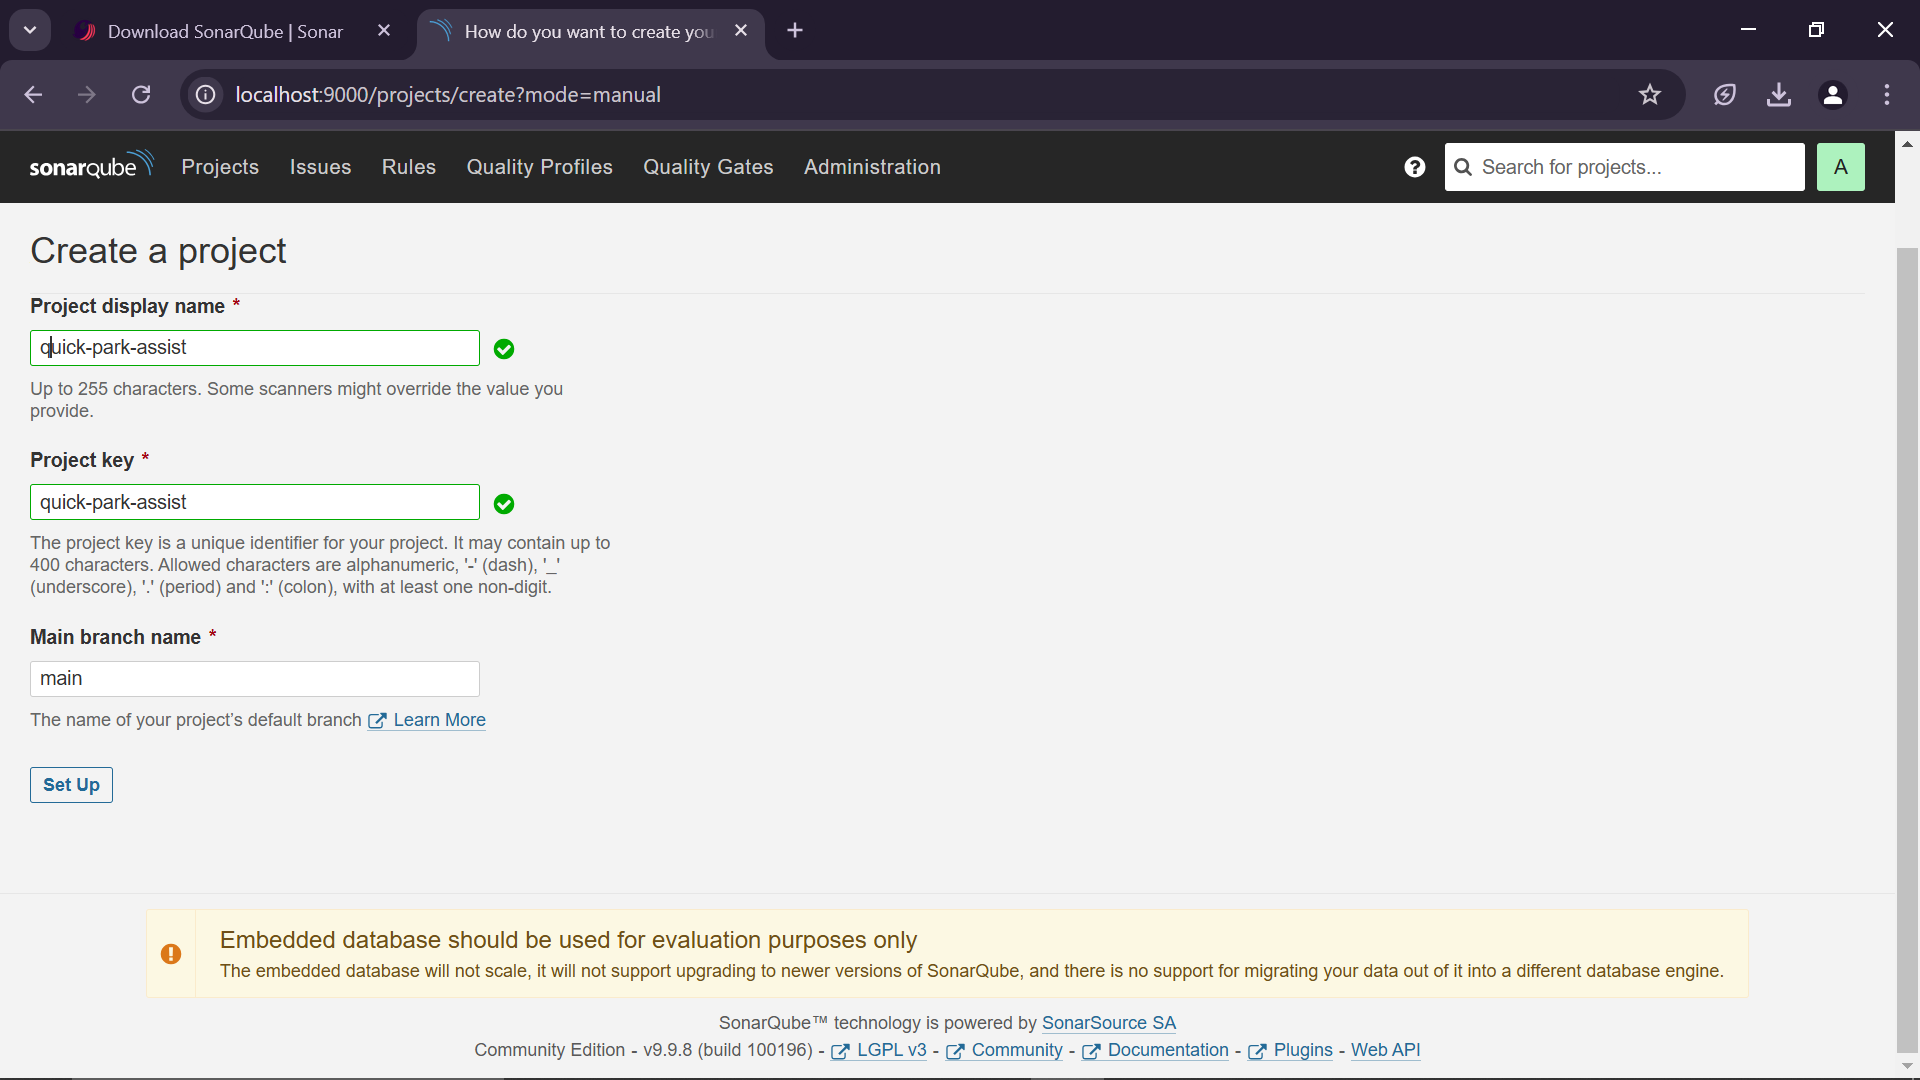 Download SonarQube | Sonar
How do you want to create you
localhost:9000/projects/create?mode=manual
sonarqube Projects Issues Rules Quality Profiles Quality Gates Administration ? Search for projects... A
Create a project
Project display name *
quick-park-assist
Up to 255 characters. Some scanners might override the value you
provide.
Project key *
quick-park-assist
The project key is a unique identifier for your project. It may contain up to
400 characters. Allowed characters are alphanumeric, '-' (dash), '_'
(underscore), '.' (period) and ':' (colon), with at least one non-digit.
Main branch name *
main
The name of your project's default branch Learn More
Set Up
Embedded database should be used for evaluation purposes only
The embedded database will not scale, it will not support upgrading to newer versions of SonarQube, and there is no support for migrating your data out of it into a different database engine.
SonarQube™ technology is powered by SonarSource SA
Community Edition - v9.9.8 (build 100196) - LGPL v3 - Community - Documentation - Plugins - Web API